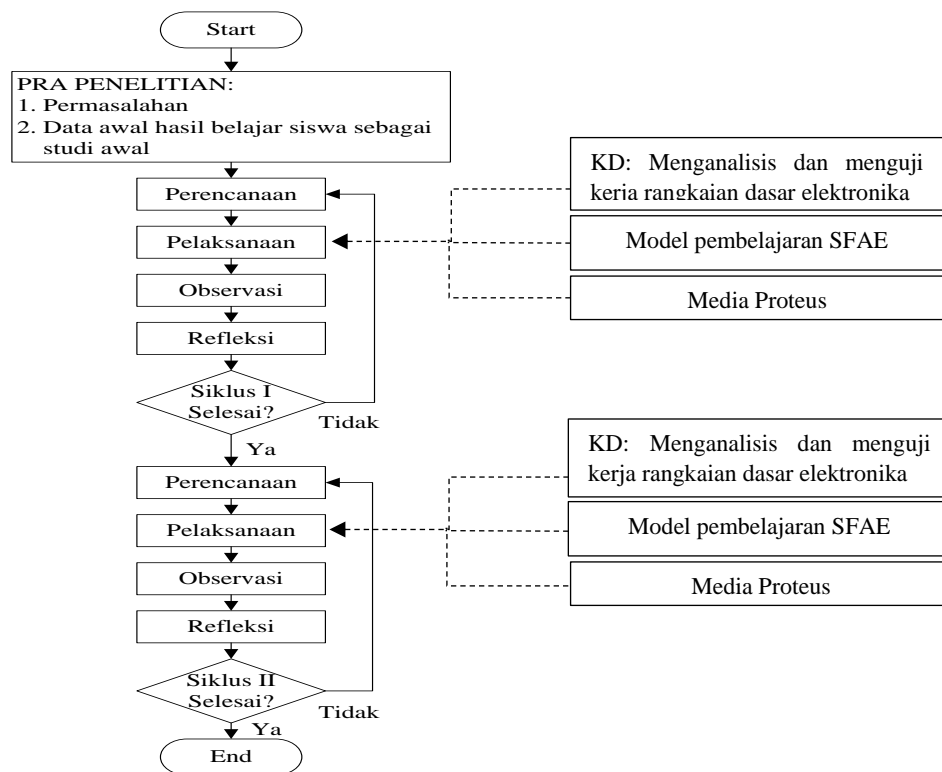 Start
PRA PENELITIAN:
1. Permasalahan
2. Data awal hasil belajar siswa sebagai
studi awal
Perencanaan
Pelaksanaan
Observasi
Refleksi
Siklus I
Selesai?
Tidak
Ya
KD: Menganalisis dan menguji
kerja rangkaian dasar elektronika
Model pembelajaran SFAE
Media Proteus
Perencanaan
Pelaksanaan
Observasi
Refleksi
Siklus II
Selesai?
Tidak
Ya
End
KD: Menganalisis dan menguji
kerja rangkaian dasar elektronika
Model pembelajaran SFAE
Media Proteus